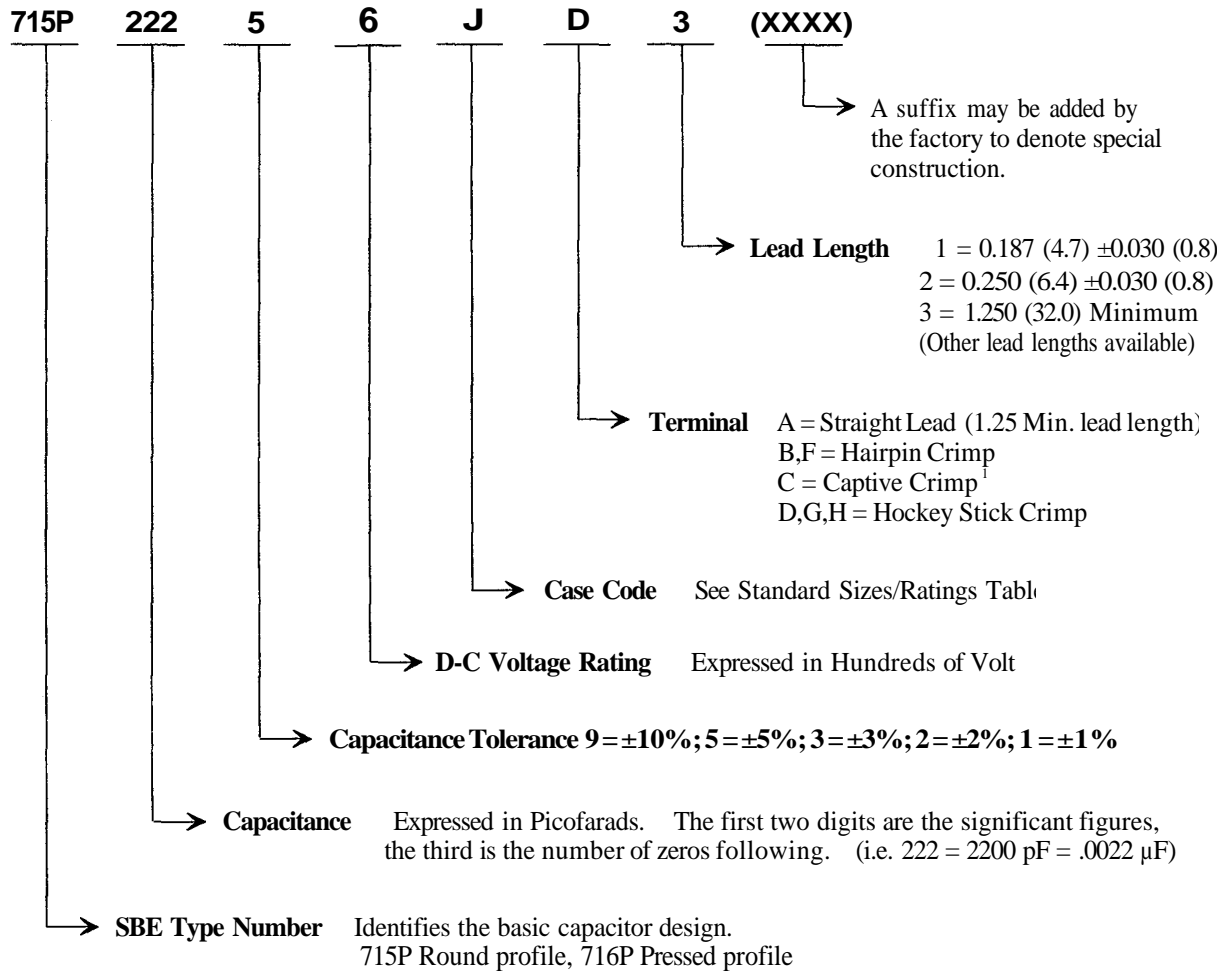 715P 222 5 6 J D 3 (XXXX)
A suffix may be added by
the factory to denote special
construction.
Lead Length 1 = 0.187 (4.7) ±0.030 (0.8)
2 = 0.250 (6.4) ±0.030 (0.8)
3 = 1.250 (32.0) Minimum
(Other lead lengths available)
Terminal A = Straight Lead (1.25 Min. lead length)
B,F = Hairpin Crimp
C = Captive Crimp 1
D,G,H = Hockey Stick Crimp
Case Code See Standard Sizes/Ratings Table
D-C Voltage Rating Expressed in Hundreds of Volt
Capacitance Tolerance 9=±10%; 5=±5%; 3=±3%; 2=±2%; 1=±1%
Capacitance Expressed in Picofarads. The first two digits are the significant figures,
the third is the number of zeros following. (i.e. 222 = 2200 pF = .0022 µF)
SBE Type Number Identifies the basic capacitor design.
715P Round profile, 716P Pressed profile